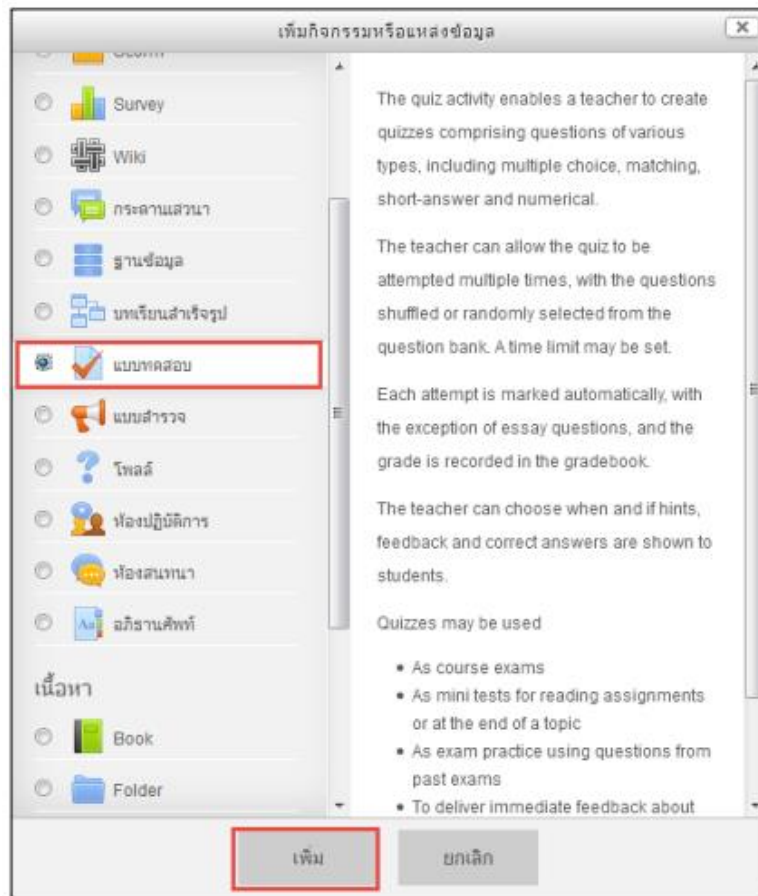 เพิ่มกิจกรรมหรือแหล่งข้อมูล
Survey
Wiki
กระดานเสวนา
ฐานข้อมูล
บทเรียนสำเร็จรูป
แบบทดสอบ
แบบสำรวจ
โพลล์
ห้องปฏิบัติการ
ห้องสนทนา
อภิธานศัพท์
เนื้อหา
Book
Folder
The quiz activity enables a teacher to create
quizzes comprising questions of various
types, including multiple choice, matching,
short-answer and numerical.
The teacher can allow the quiz to be
attempted multiple times, with the questions
shuffled or randomly selected from the
question bank. A time limit may be set.
Each attempt is marked automatically, with
the exception of essay questions, and the
grade is recorded in the gradebook.
The teacher can choose when and if hints,
feedback and correct answers are shown to
students.
Quizzes may be used
• As course exams
• As mini tests for reading assignments
or at the end of a topic
• As exam practice using questions from
past exams
• To deliver immediate feedback about
เพิ่ม
ยกเลิก